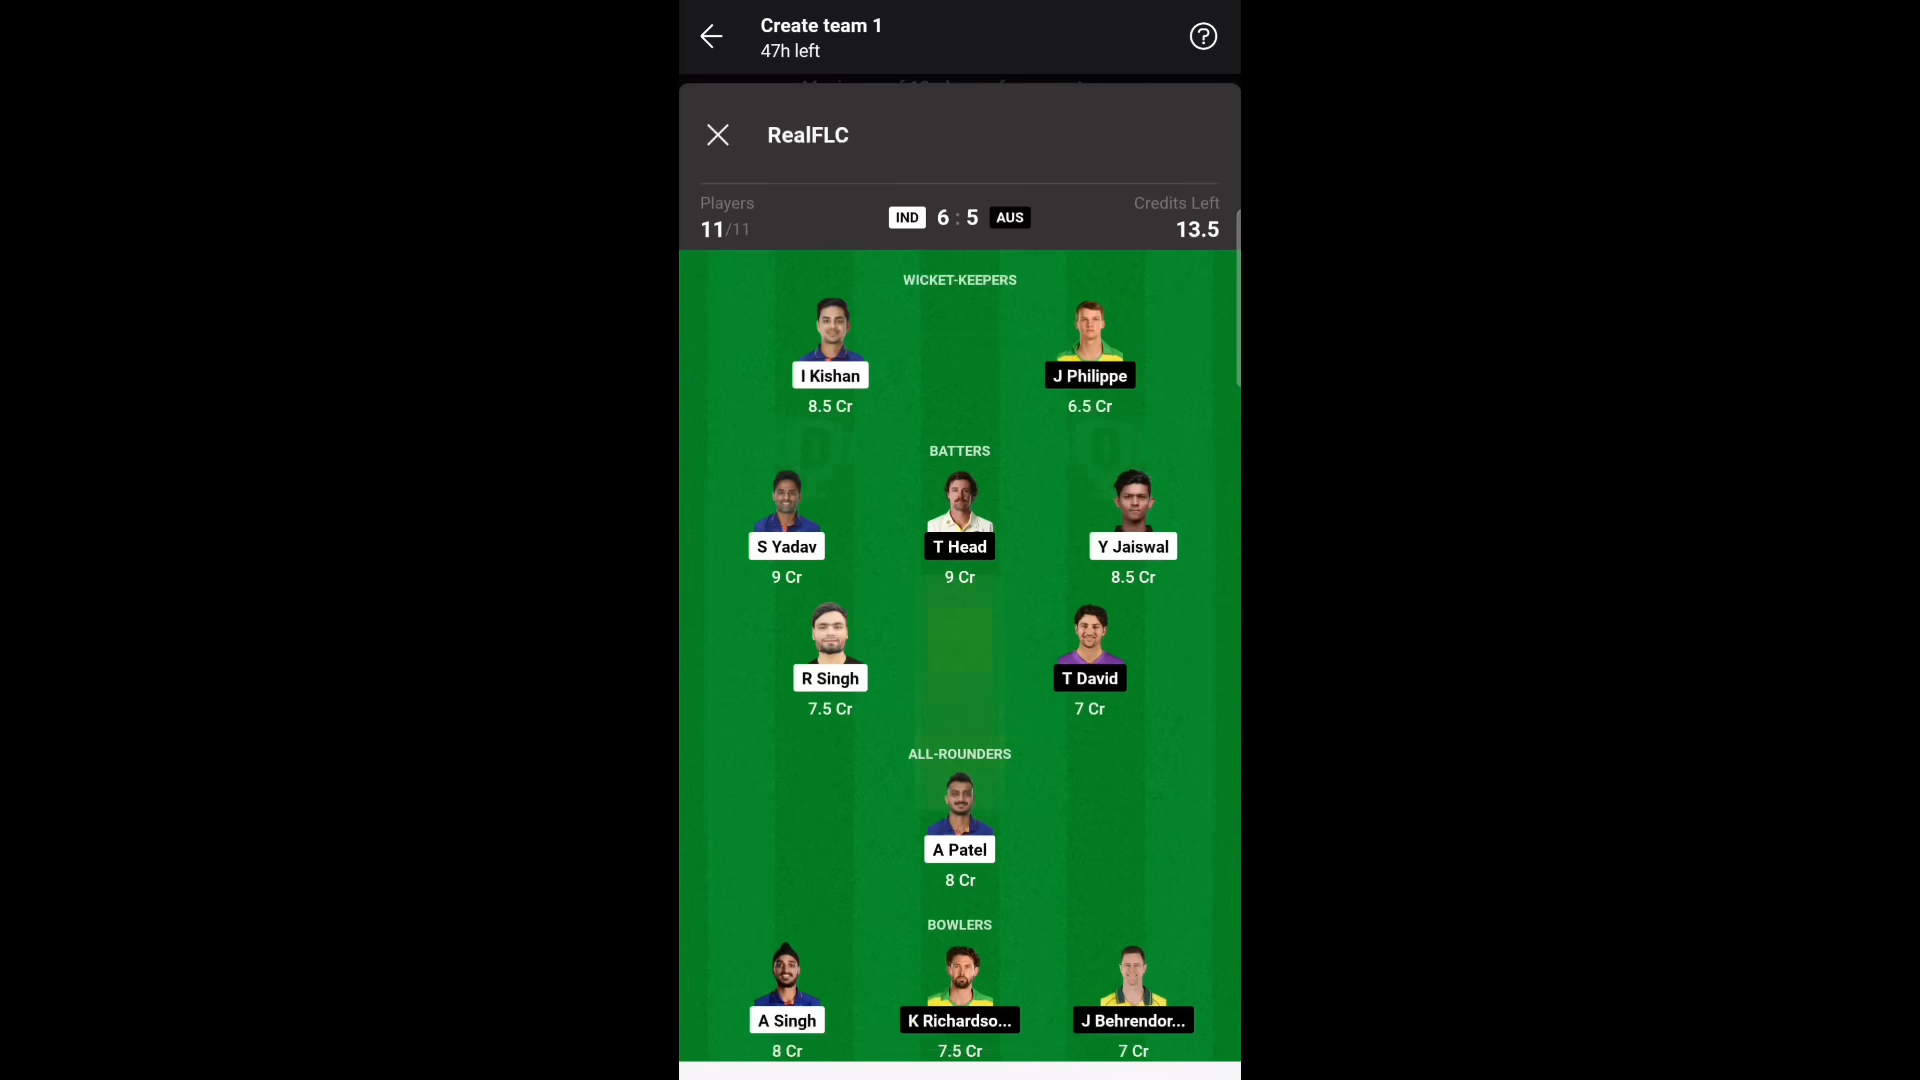 Create team 1
47h left
RealFLC
Players
11/11
IND 6 : 5 AUS
Credits Left
13.5
WICKET-KEEPERS
I Kishan
8.5 Cr
J Philippe
6.5 Cr
BATTERS
S Yadav
9 Cr
T Head
9 Cr
Y Jaiswal
8.5 Cr
R Singh
7.5 Cr
T David
7 Cr
ALL-ROUNDERS
A Patel
8 Cr
BOWLERS
A Singh
8 Cr
K Richardso...
7.5 Cr
J Behrendor...
7 Cr